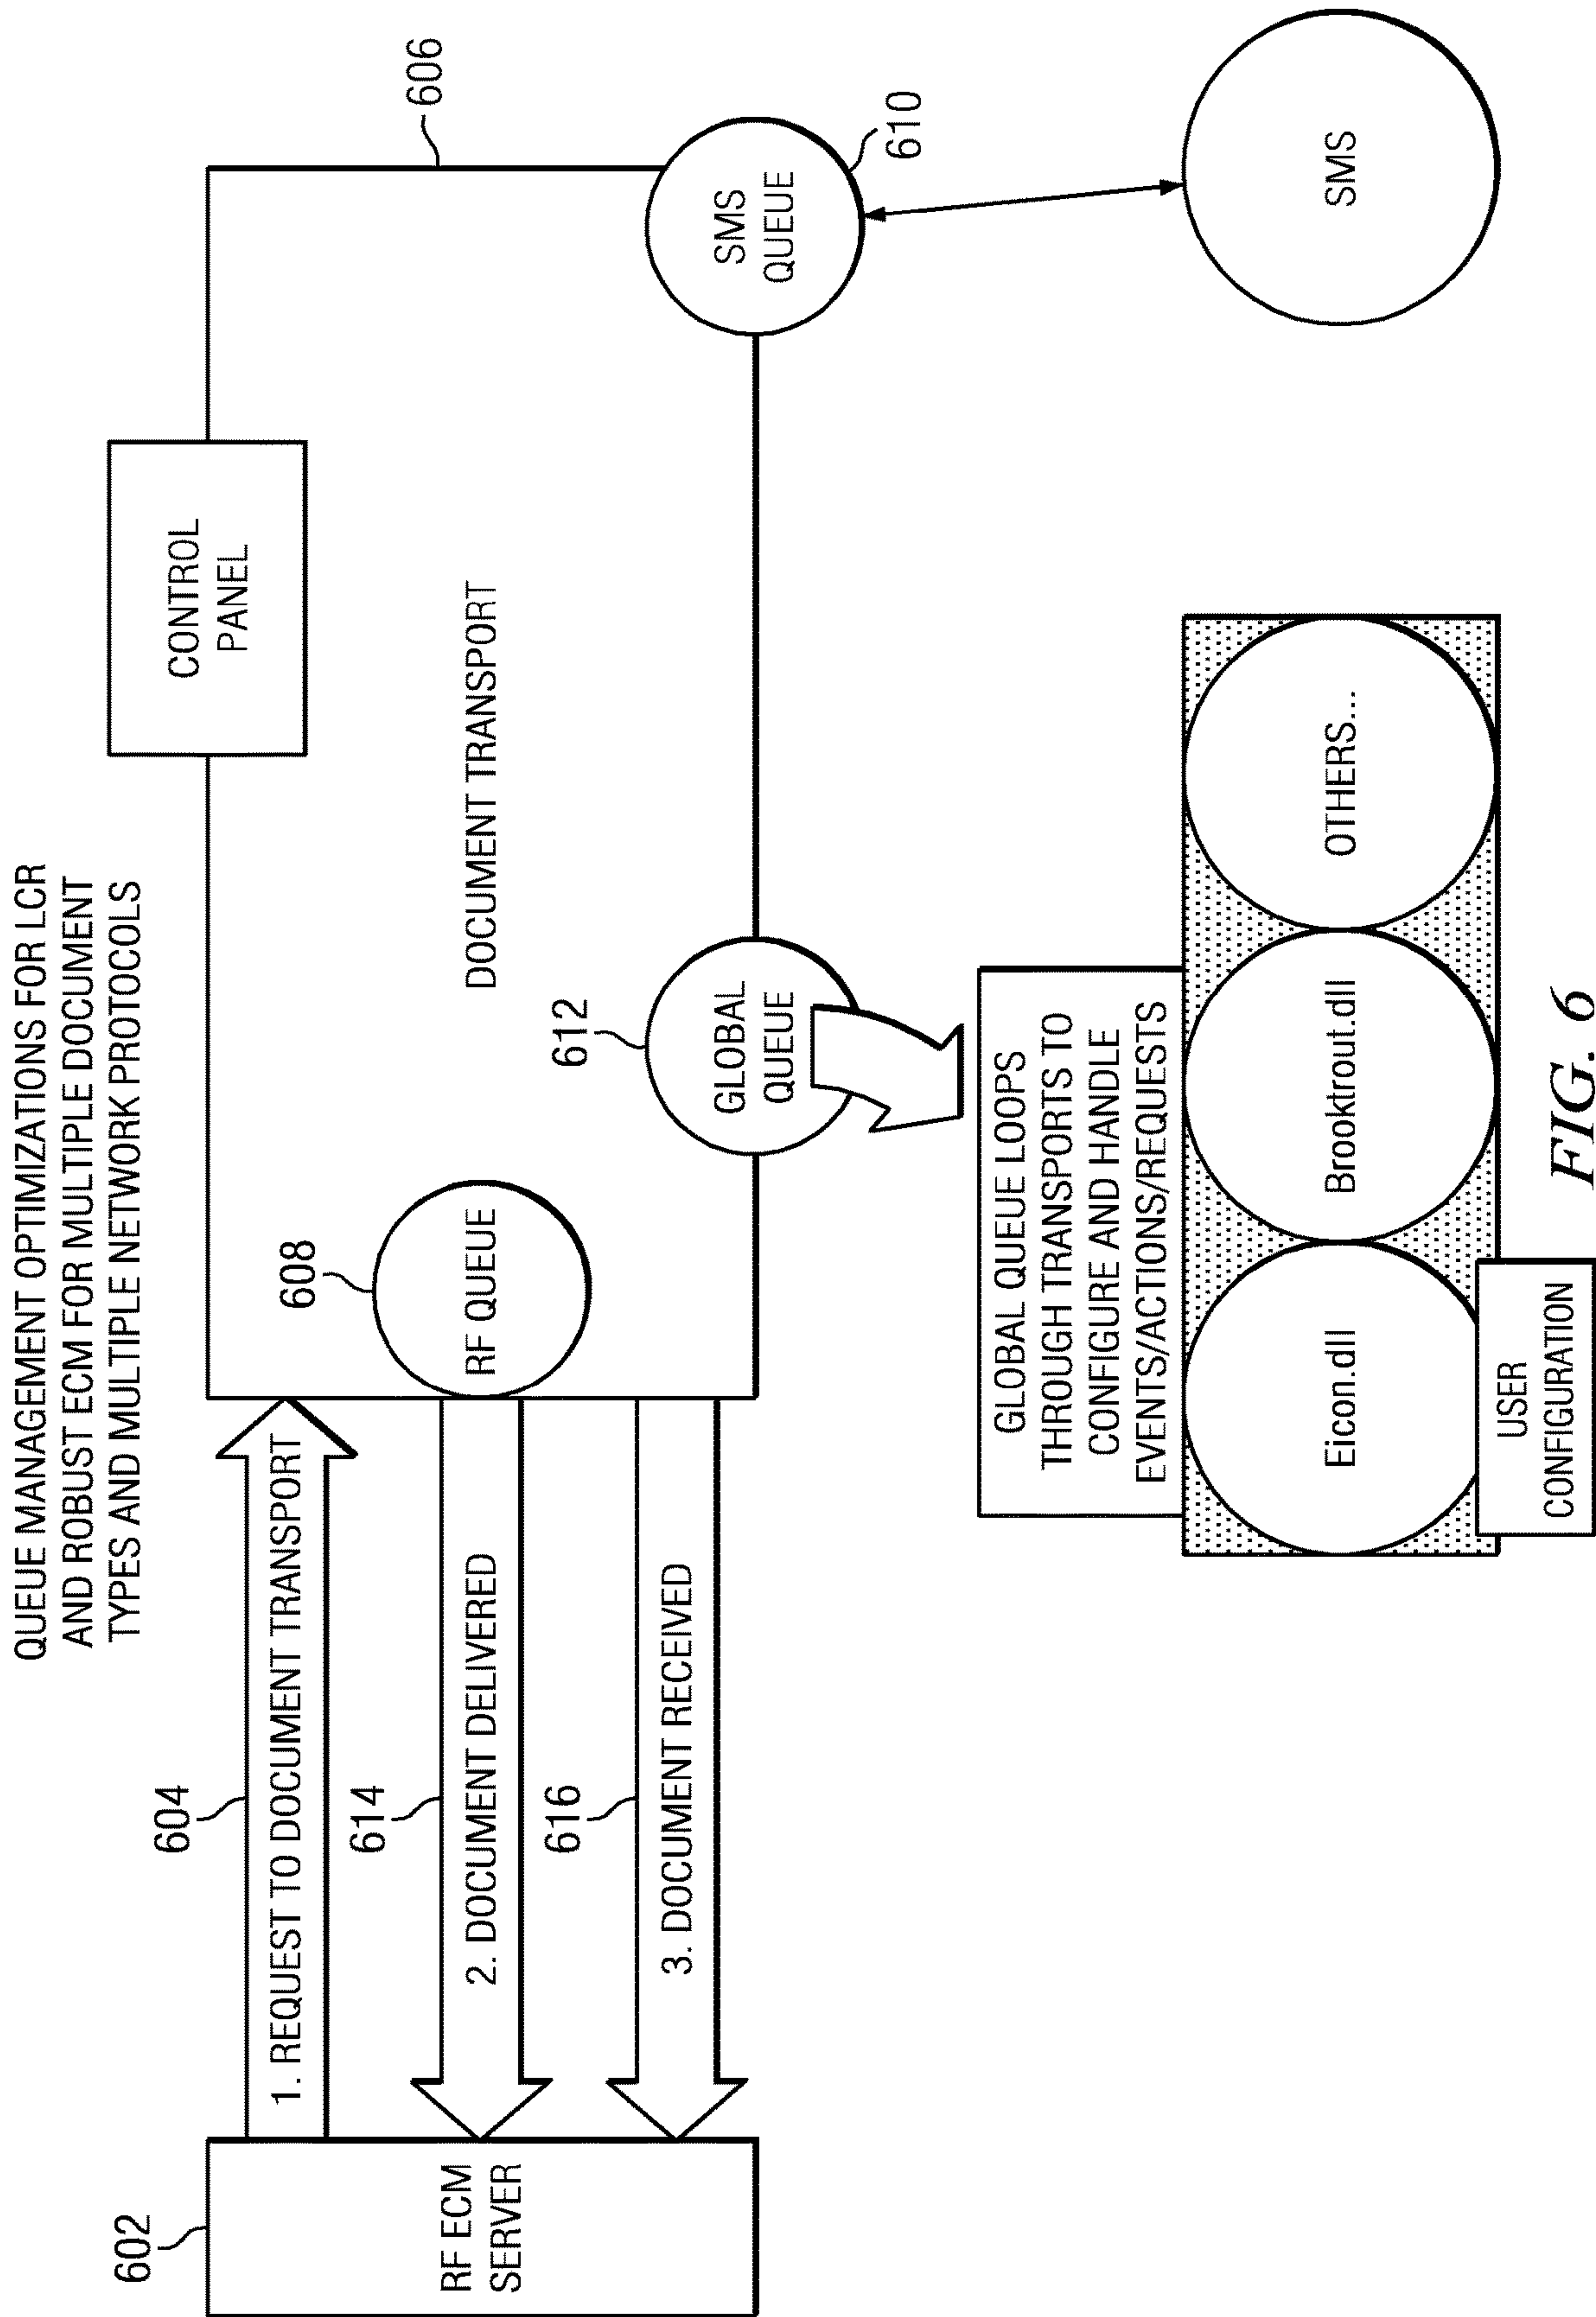 QUEUE MANAGEMENT OPTIMIZATIONS FOR LCR
AND ROBUST ECM FOR MULTIPLE DOCUMENT
TYPES AND MULTIPLE NETWORK PROTOCOLS
602
RF ECM
SERVER
604
1. REQUEST TO DOCUMENT TRANSPORT
614
2. DOCUMENT DELIVERED
616
3. DOCUMENT RECEIVED
608
RF QUEUE
CONTROL
PANEL
606
DOCUMENT TRANSPORT
612
GLOBAL
QUEUE
SMS
QUEUE
610
GLOBAL QUEUE LOOPS
THROUGH TRANSPORTS TO
CONFIGURE AND HANDLE
EVENTS/ACTIONS/REQUESTS
Eicon.dll
Brooktrout.dll
OTHERS...
SMS
USER
CONFIGURATION
FIG. 6